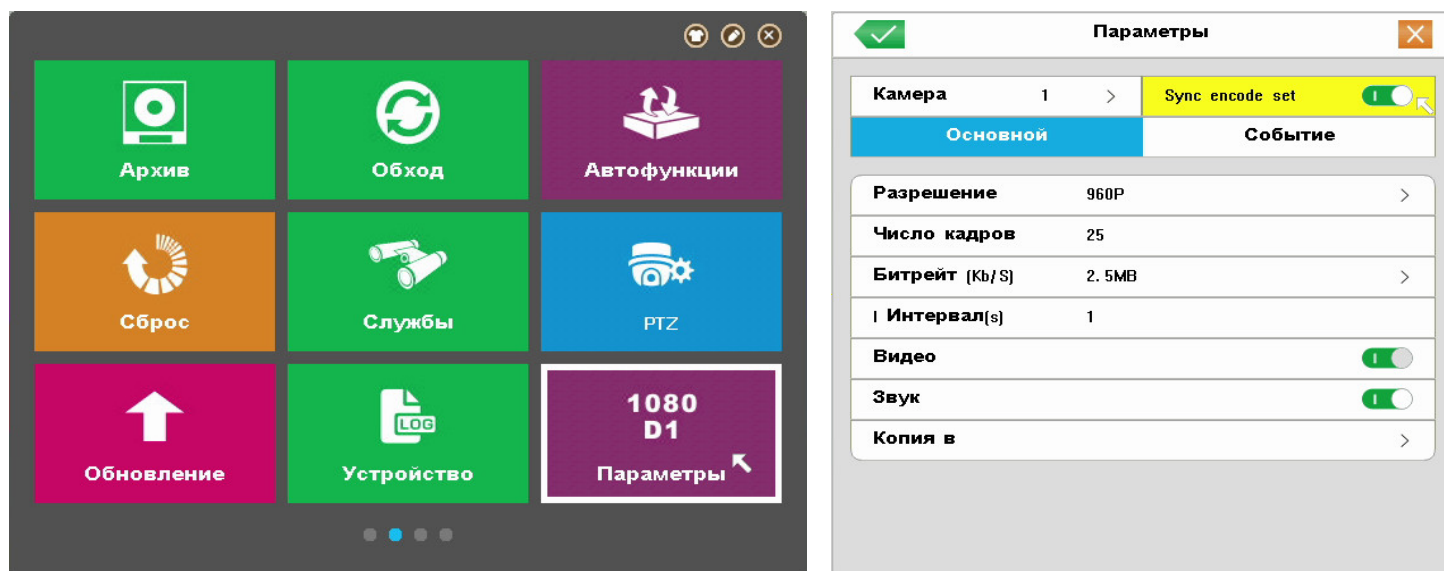 Архив
Обход
Автофункции
Сброс
Службы
PTZ
Обновление
LOG
Устройство
1080
D1
Параметры
Параметры
Камера 1 > Sync encode set
Основной Событие
Разрешение 960P >
Число кадров 25
Битрейт (Kb/S) 2. 5MB >
I Интервал(s) 1
Видео
Звук
Копия в >